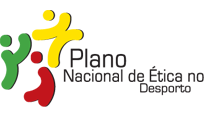 Plano
Nacional de Ética no
Desporto